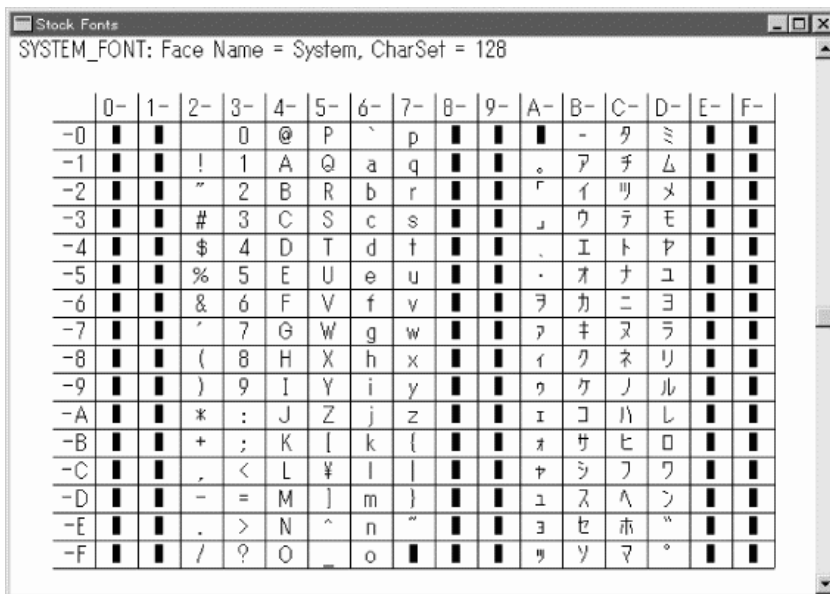 Stock Fonts
SYSTEM_FONT: Face Name = System, CharSet = 128
0- 1- 2- 3- 4- 5- 6- 7- 8- 9- A- B- C- D- E- F-
-0 0 @ P ` p ｰ ﾀ ﾐ
-1 ! 1 A Q a q ｡ ｱ ﾁ ﾑ
-2 " 2 B R b r ｢ ｲ ﾂ ﾒ
-3 # 3 C S c s ｣ ｳ ﾃ ﾓ
-4 $ 4 D T d t ､ ｴ ﾄ ﾔ
-5 % 5 E U e u ･ ｵ ﾅ ﾕ
-6 & 6 F V f v ｦ ｶ ﾆ ﾖ
-7 ' 7 G W g w ｧ ｷ ﾇ ﾗ
-8 ( 8 H X h x ｨ ｸ ﾈ ﾘ
-9 ) 9 I Y i y ｩ ｹ ﾉ ﾙ
-A * : J Z j z ｪ ｺ ﾊ ﾚ
-B + ; K [ k { ｫ ｻ ﾋ ﾛ
-C , < L ¥ l | ｬ ｼ ﾌ ﾜ
-D - = M ] m } ｭ ｽ ﾍ ﾝ
-E . > N ^ n ~ ｮ ｾ ﾎ ﾞ
-F / ? O _ o ｯ ｿ ﾏ ﾟ